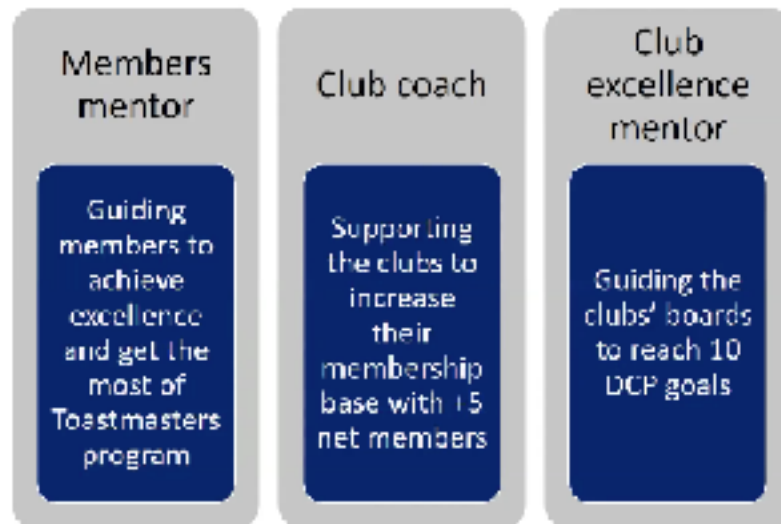 Members
mentor
Guiding
members to
achieve
excellence
and get the
most of
Toastmasters
program
Club coach
Supporting
the clubs to
increase
their
membership
base with +5
net members
Club
excellence
mentor
Guiding the
clubs' boards
to reach 10
DCP goals